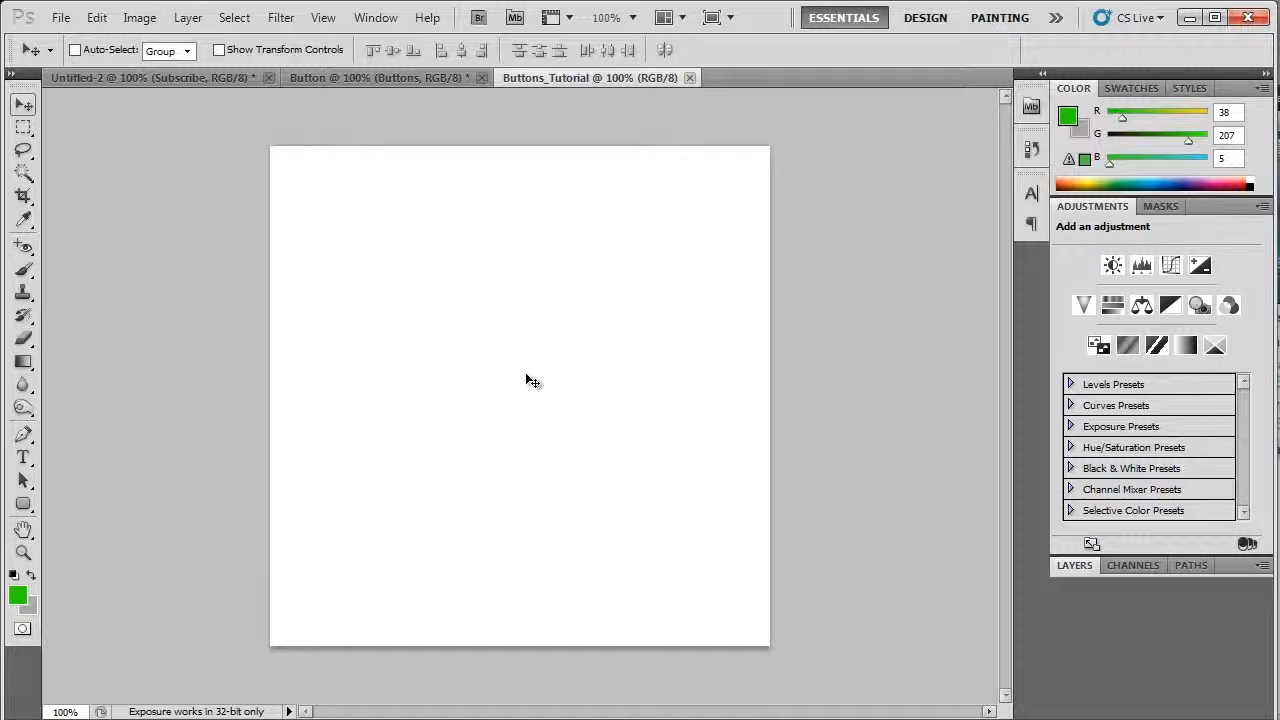 Ps File Edit Image Layer Select Filter View Window Help Br Mb 100% ESSENTIALS DESIGN PAINTING CS Live
Auto-Select: Group Show Transform Controls
Untitled-2 @ 100% (Subscribe, RGB/8) * Button @ 100% (Buttons, RGB/8) * Buttons_Tutorial @ 100% (RGB/8)
COLOR SWATCHES STYLES
Mb
R 38
G 207
B 5
A
ADJUSTMENTS MASKS
Add an adjustment
Levels Presets
Curves Presets
Exposure Presets
Hue/Saturation Presets
Black & White Presets
Channel Mixer Presets
Selective Color Presets
T
LAYERS CHANNELS PATHS
100% Exposure works in 32-bit only